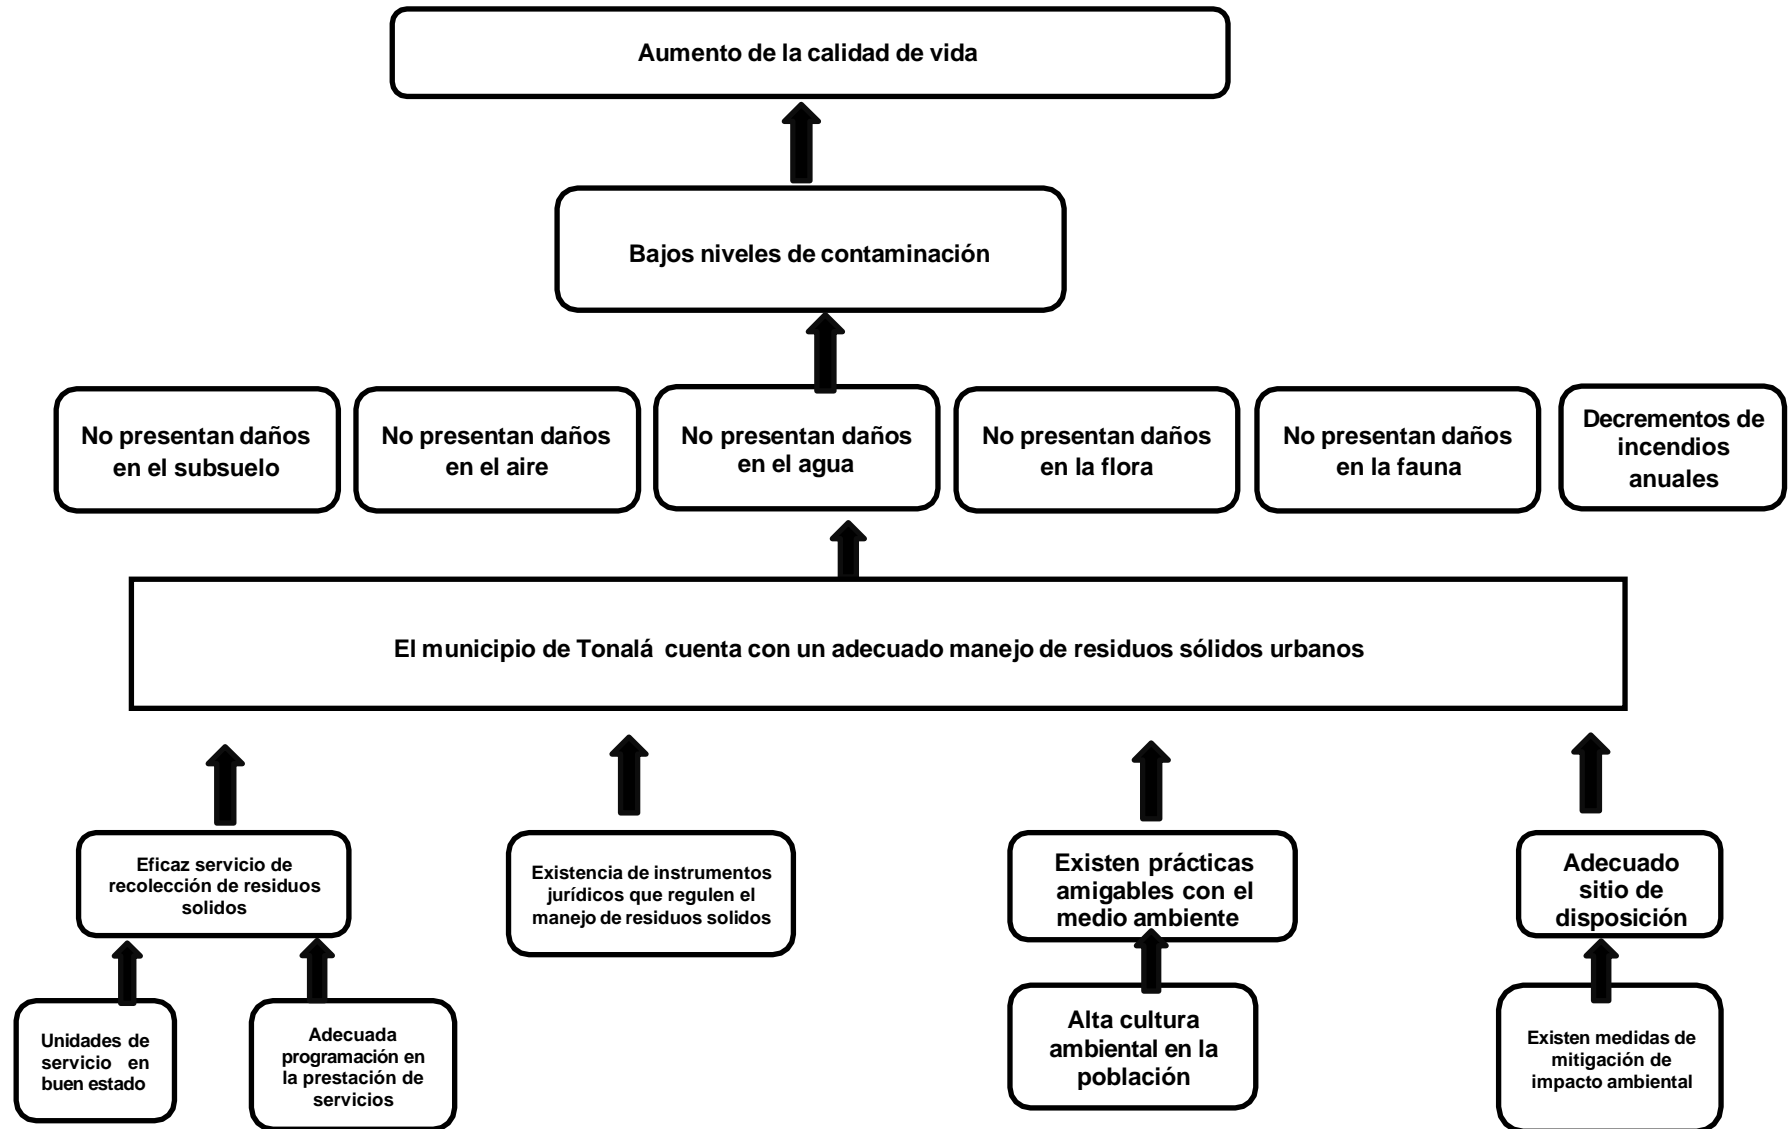 Aumento de la calidad de vida
Bajos niveles de contaminación
No presentan daños
en el subsuelo
No presentan daños
en el aire
No presentan daños
en el agua
No presentan daños
en la flora
No presentan daños
en la fauna
Decrementos de
incendios
anuales
El municipio de Tonalá cuenta con un adecuado manejo de residuos sólidos urbanos
Eficaz servicio de
recolección de residuos
solidos
Existencia de instrumentos
jurídicos que regulen el
manejo de residuos solidos
Existen prácticas
amigables con el
medio ambiente
Adecuado
sitio de
disposición
Unidades de
servicio en
buen estado
Adecuada
programación en
la prestación de
servicios
Alta cultura
ambiental en la
población
Existen medidas de
mitigación de
impacto ambiental